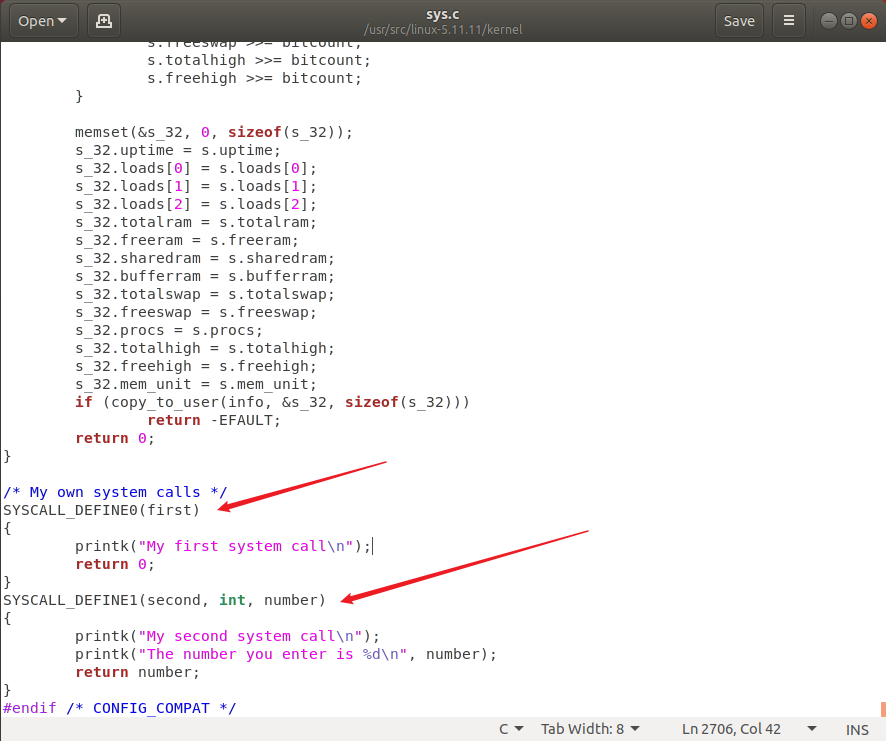 Open
sys.c
/usr/src/linux-5.11.11/kernel
Save
s.freeswap >>= bitcount;
s.totalhigh >>= bitcount;
s.freehigh >>= bitcount;
}
memset(&s_32, 0, sizeof(s_32));
s_32.uptime = s.uptime;
s_32.loads[0] = s.loads[0];
s_32.loads[1] = s.loads[1];
s_32.loads[2] = s.loads[2];
s_32.totalram = s.totalram;
s_32.freeram = s.freeram;
s_32.sharedram = s.sharedram;
s_32.bufferram = s.bufferram;
s_32.totalswap = s.totalswap;
s_32.freeswap = s.freeswap;
s_32.procs = s.procs;
s_32.totalhigh = s.totalhigh;
s_32.freehigh = s.freehigh;
s_32.mem_unit = s.mem_unit;
if (copy_to_user(info, &s_32, sizeof(s_32)))
return -EFAULT;
return 0;
}
/* My own system calls */
SYSCALL_DEFINE0(first)
{
printk("My first system call\n");
return 0;
}
SYSCALL_DEFINE1(second, int, number)
{
printk("My second system call\n");
printk("The number you enter is %d\n", number);
return number;
}
#endif /* CONFIG_COMPAT */
C Tab Width: 8 Ln 2706, Col 42 INS